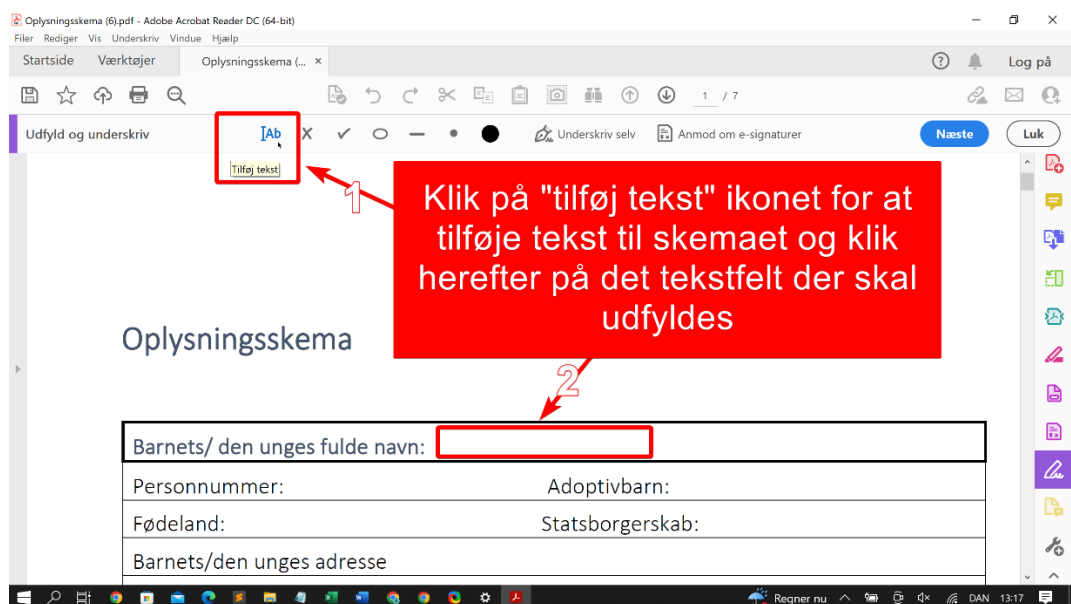 Oplysningsskema (6).pdf - Adobe Acrobat Reader DC (64-bit)
Filer Rediger Vis Underskriv Vindue Hjælp
Startside Værktøjer Oplysningsskema (... × Log på
1 / 7
Udfyld og underskriv IAb Underskriv selv Anmod om e-signaturer Næste Luk
Tilføj tekst
1
Klik på "tilføj tekst" ikonet for at
tilføje tekst til skemaet og klik
herefter på det tekstfelt der skal
udfyldes
Oplysningsskema
2
Barnets/ den unges fulde navn:
Personnummer: Adoptivbarn:
Fødeland: Statsborgerskab:
Barnets/den unges adresse
Regner nu DAN 13:17